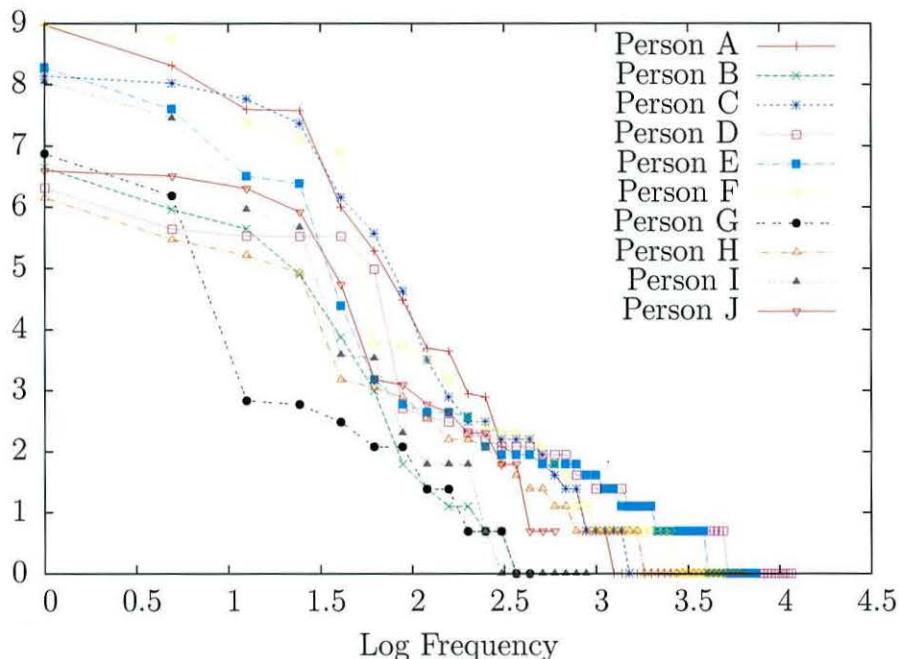 9
8
7
6
5
4
3
2
1
0
0 0.5 1 1.5 2 2.5 3 3.5 4 4.5
Log Frequency
Person A
Person B
Person C
Person D
Person E
Person F
Person G
Person H
Person I
Person J